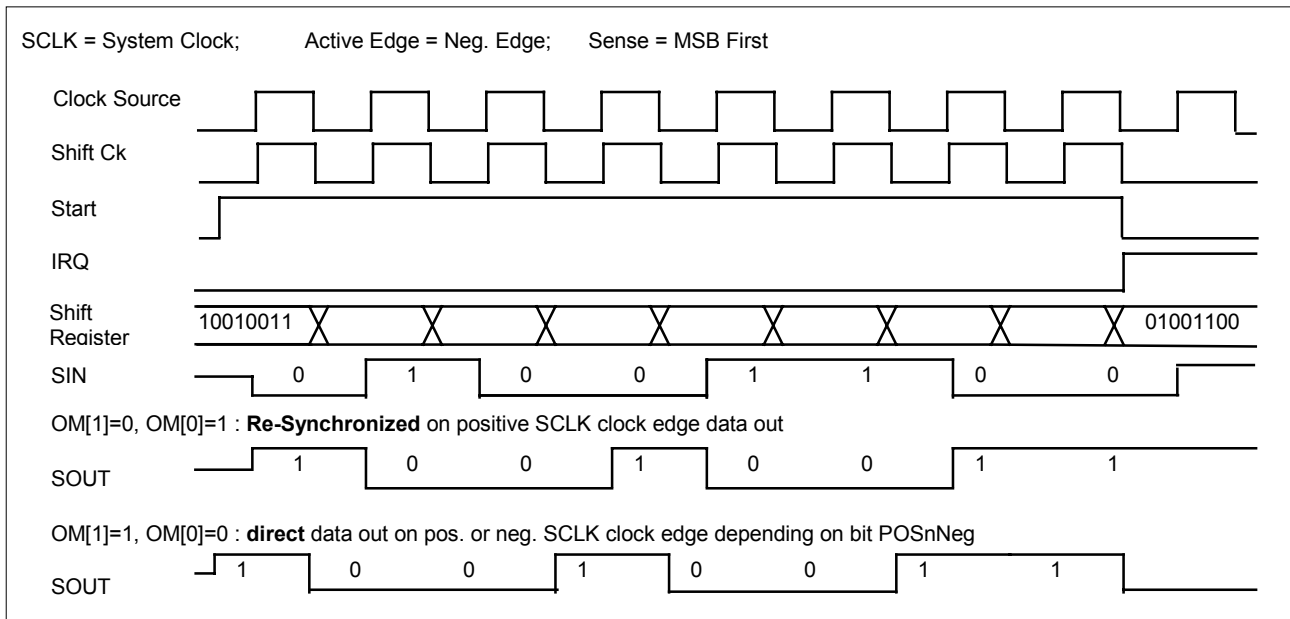 SCLK = System Clock; Active Edge = Neg. Edge; Sense = MSB First
Clock Source
Shift Ck
Start
IRQ
Shift Register 10010011 01001100
SIN 0 1 0 0 1 1 0 0
OM[1]=0, OM[0]=1 : Re-Synchronized on positive SCLK clock edge data out
SOUT 1 0 0 1 0 0 1 1
OM[1]=1, OM[0]=0 : direct data out on pos. or neg. SCLK clock edge depending on bit POSnNeg
SOUT 1 0 0 1 0 0 1 1